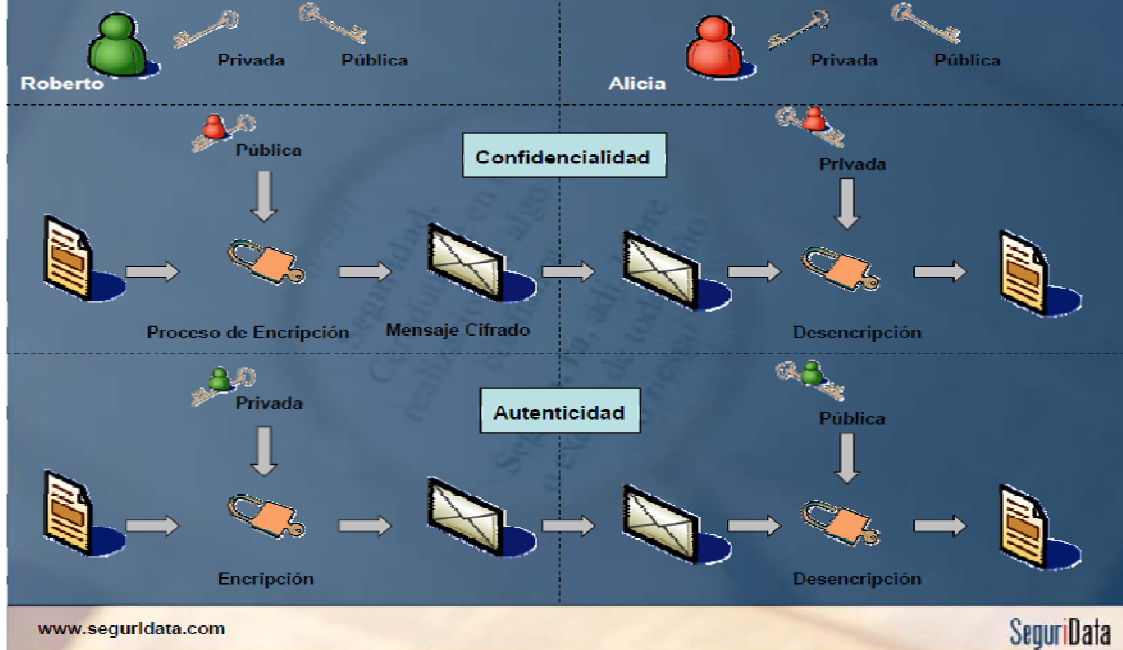 Privada
Pública
Roberto
Privada
Pública
Alicia
Pública
Confidencialidad
Privada
Proceso de Encripción
Mensaje Cifrado
Desencripción
Privada
Autenticidad
Pública
Encripción
Desencripción
www.seguridata.com
SeguriData